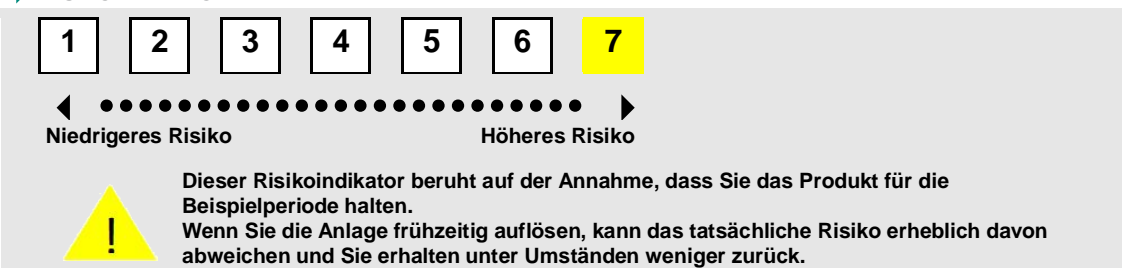 1 2 3 4 5 6 7
Niedrigeres Risiko Höheres Risiko
Dieser Risikoindikator beruht auf der Annahme, dass Sie das Produkt für die
Beispielperiode halten.
Wenn Sie die Anlage frühzeitig auflösen, kann das tatsächliche Risiko erheblich davon
abweichen und Sie erhalten unter Umständen weniger zurück.